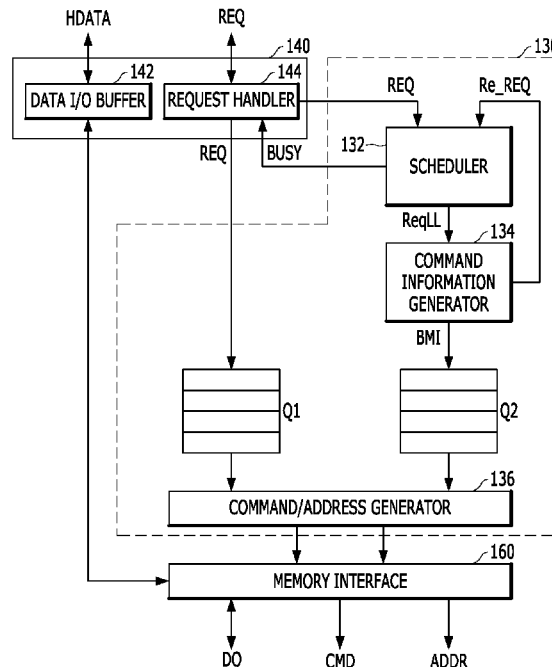 HDATA
REQ
140
130
142
144
DATA I/O BUFFER
REQUEST HANDLER
REQ
Re_REQ
132
REQ
BUSY
SCHEDULER
ReqLL
134
COMMAND
INFORMATION
GENERATOR
BMI
Q1
Q2
136
COMMAND/ADDRESS GENERATOR
160
MEMORY INTERFACE
DO
CMD
ADDR